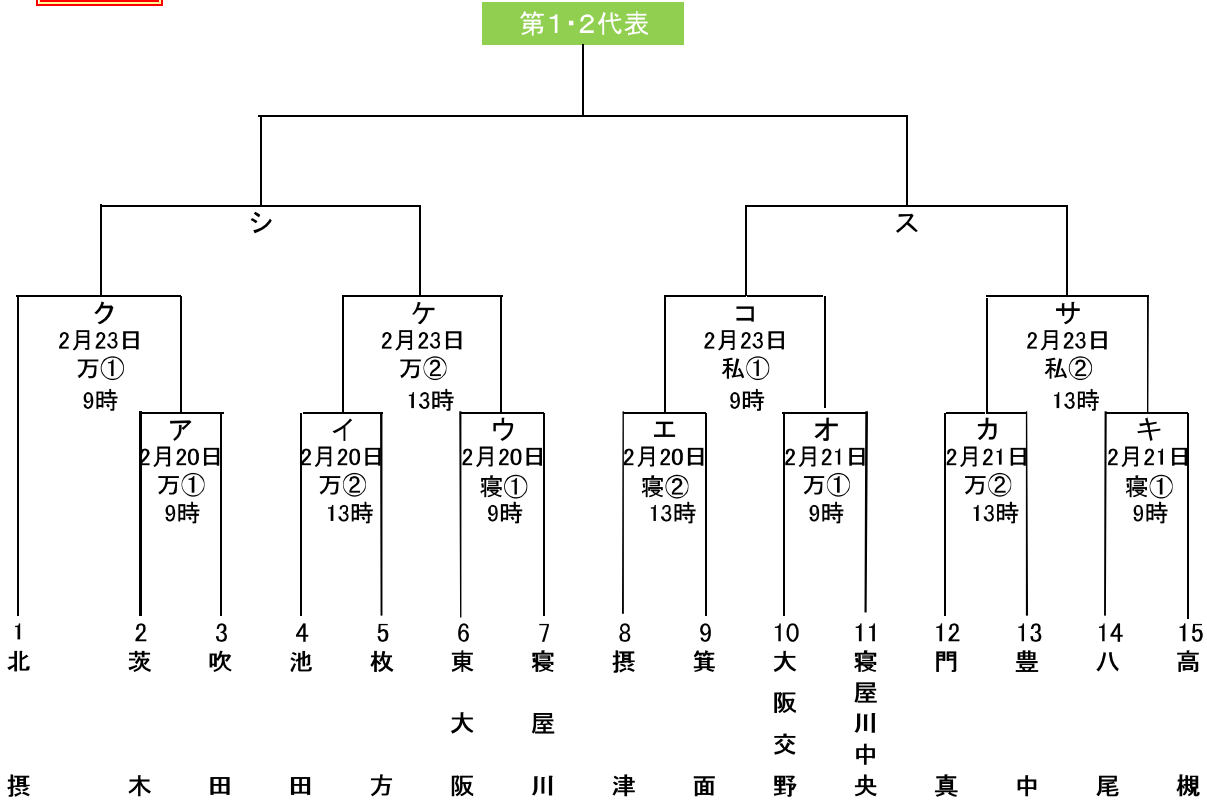 第1・2代表
シ
ス
ク
2月23日
万①
9時
ケ
2月23日
万②
13時
コ
2月23日
私①
9時
サ
2月23日
私②
13時
ア
2月20日
万①
9時
イ
2月20日
万②
13時
ウ
2月20日
寝①
9時
エ
2月20日
寝②
13時
オ
2月21日
万①
9時
カ
2月21日
万②
13時
キ
2月21日
寝①
9時
1
北摂
2
茨木
3
吹田
4
池田
5
枚方
6
東大阪
7
寝屋川
8
摂津
9
箕面
10
大阪交野
11
寝屋川中央
12
門真
13
豊中
14
八尾
15
高槻